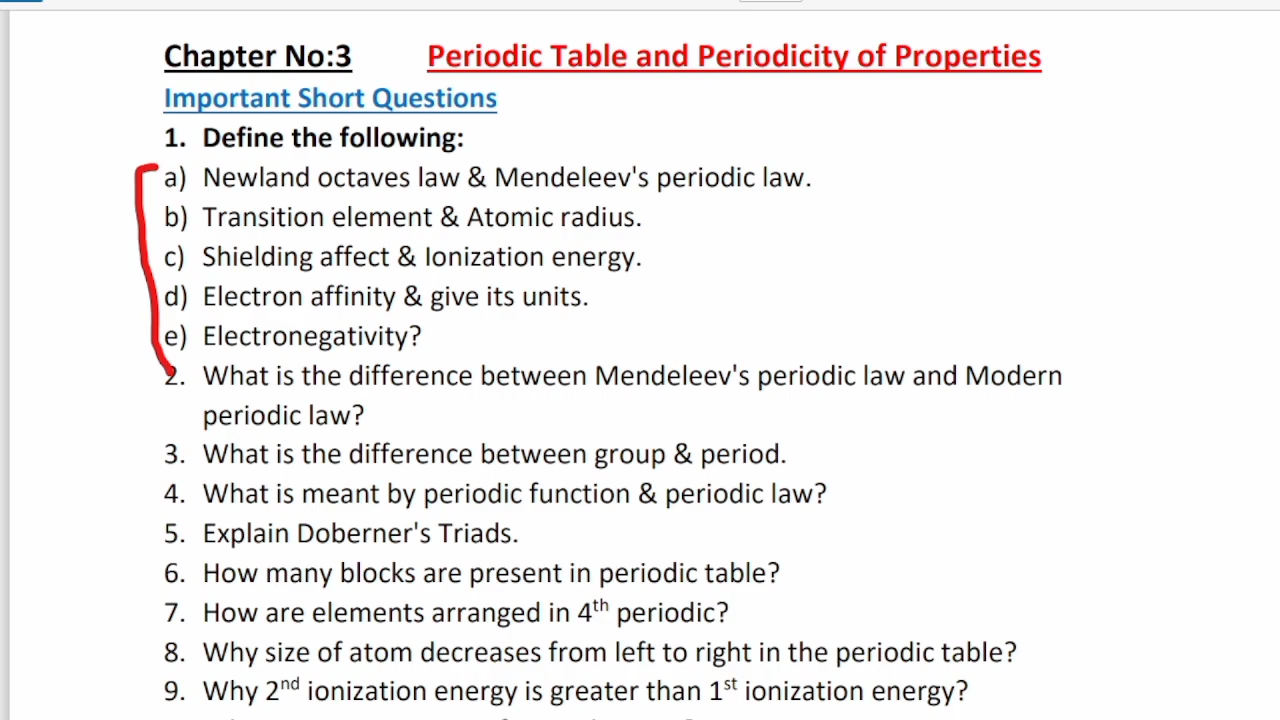 Chapter No:3 Periodic Table and Periodicity of Properties
Important Short Questions
1. Define the following:
a) Newland octaves law & Mendeleev's periodic law.
b) Transition element & Atomic radius.
c) Shielding affect & Ionization energy.
d) Electron affinity & give its units.
e) Electronegativity?
2. What is the difference between Mendeleev's periodic law and Modern
periodic law?
3. What is the difference between group & period.
4. What is meant by periodic function & periodic law?
5. Explain Doberner's Triads.
6. How many blocks are present in periodic table?
7. How are elements arranged in 4th periodic?
8. Why size of atom decreases from left to right in the periodic table?
9. Why 2nd ionization energy is greater than 1st ionization energy?